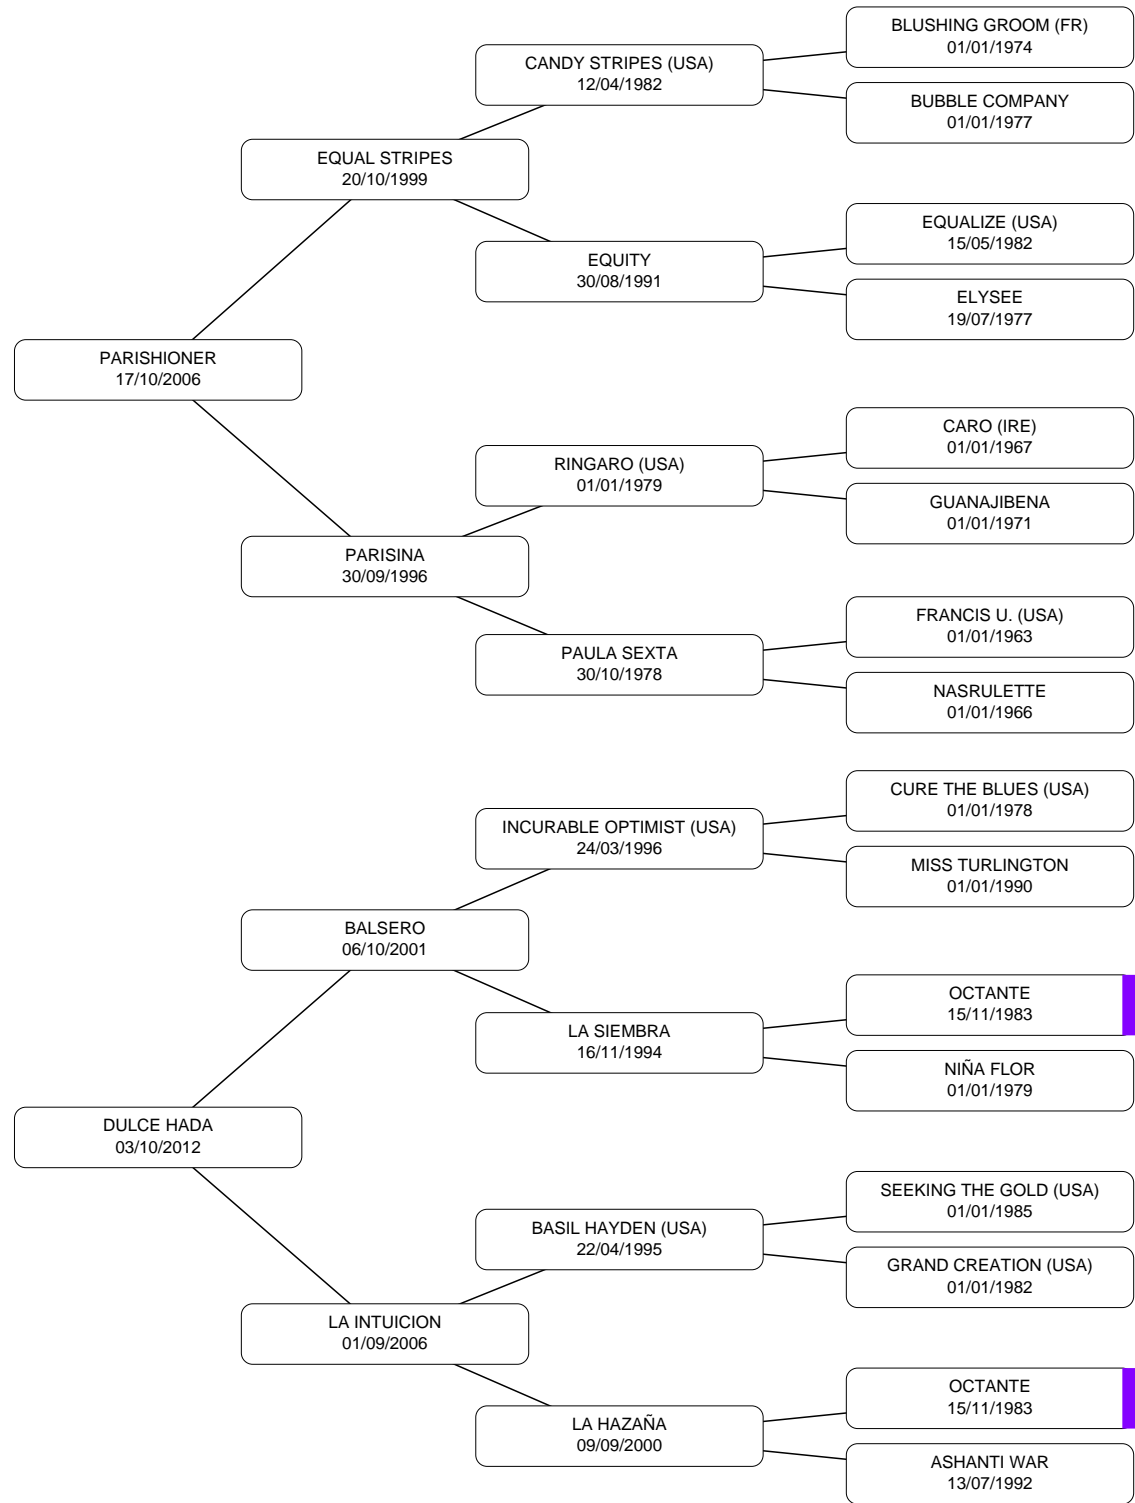 BLUSHING GROOM (FR)
01/01/1974
CANDY STRIPES (USA)
12/04/1982
BUBBLE COMPANY
01/01/1977
EQUAL STRIPES
20/10/1999
EQUALIZE (USA)
15/05/1982
EQUITY
30/08/1991
ELYSEE
19/07/1977
PARISHIONER
17/10/2006
CARO (IRE)
01/01/1967
RINGARO (USA)
01/01/1979
GUANAJIBENA
01/01/1971
PARISINA
30/09/1996
FRANCIS U. (USA)
01/01/1963
PAULA SEXTA
30/10/1978
NASRULETTE
01/01/1966
CURE THE BLUES (USA)
01/01/1978
INCURABLE OPTIMIST (USA)
24/03/1996
MISS TURLINGTON
01/01/1990
BALSERO
06/10/2001
OCTANTE
15/11/1983
LA SIEMBRA
16/11/1994
NIÑA FLOR
01/01/1979
DULCE HADA
03/10/2012
SEEKING THE GOLD (USA)
01/01/1985
BASIL HAYDEN (USA)
22/04/1995
GRAND CREATION (USA)
01/01/1982
LA INTUICION
01/09/2006
OCTANTE
15/11/1983
LA HAZAÑA
09/09/2000
ASHANTI WAR
13/07/1992